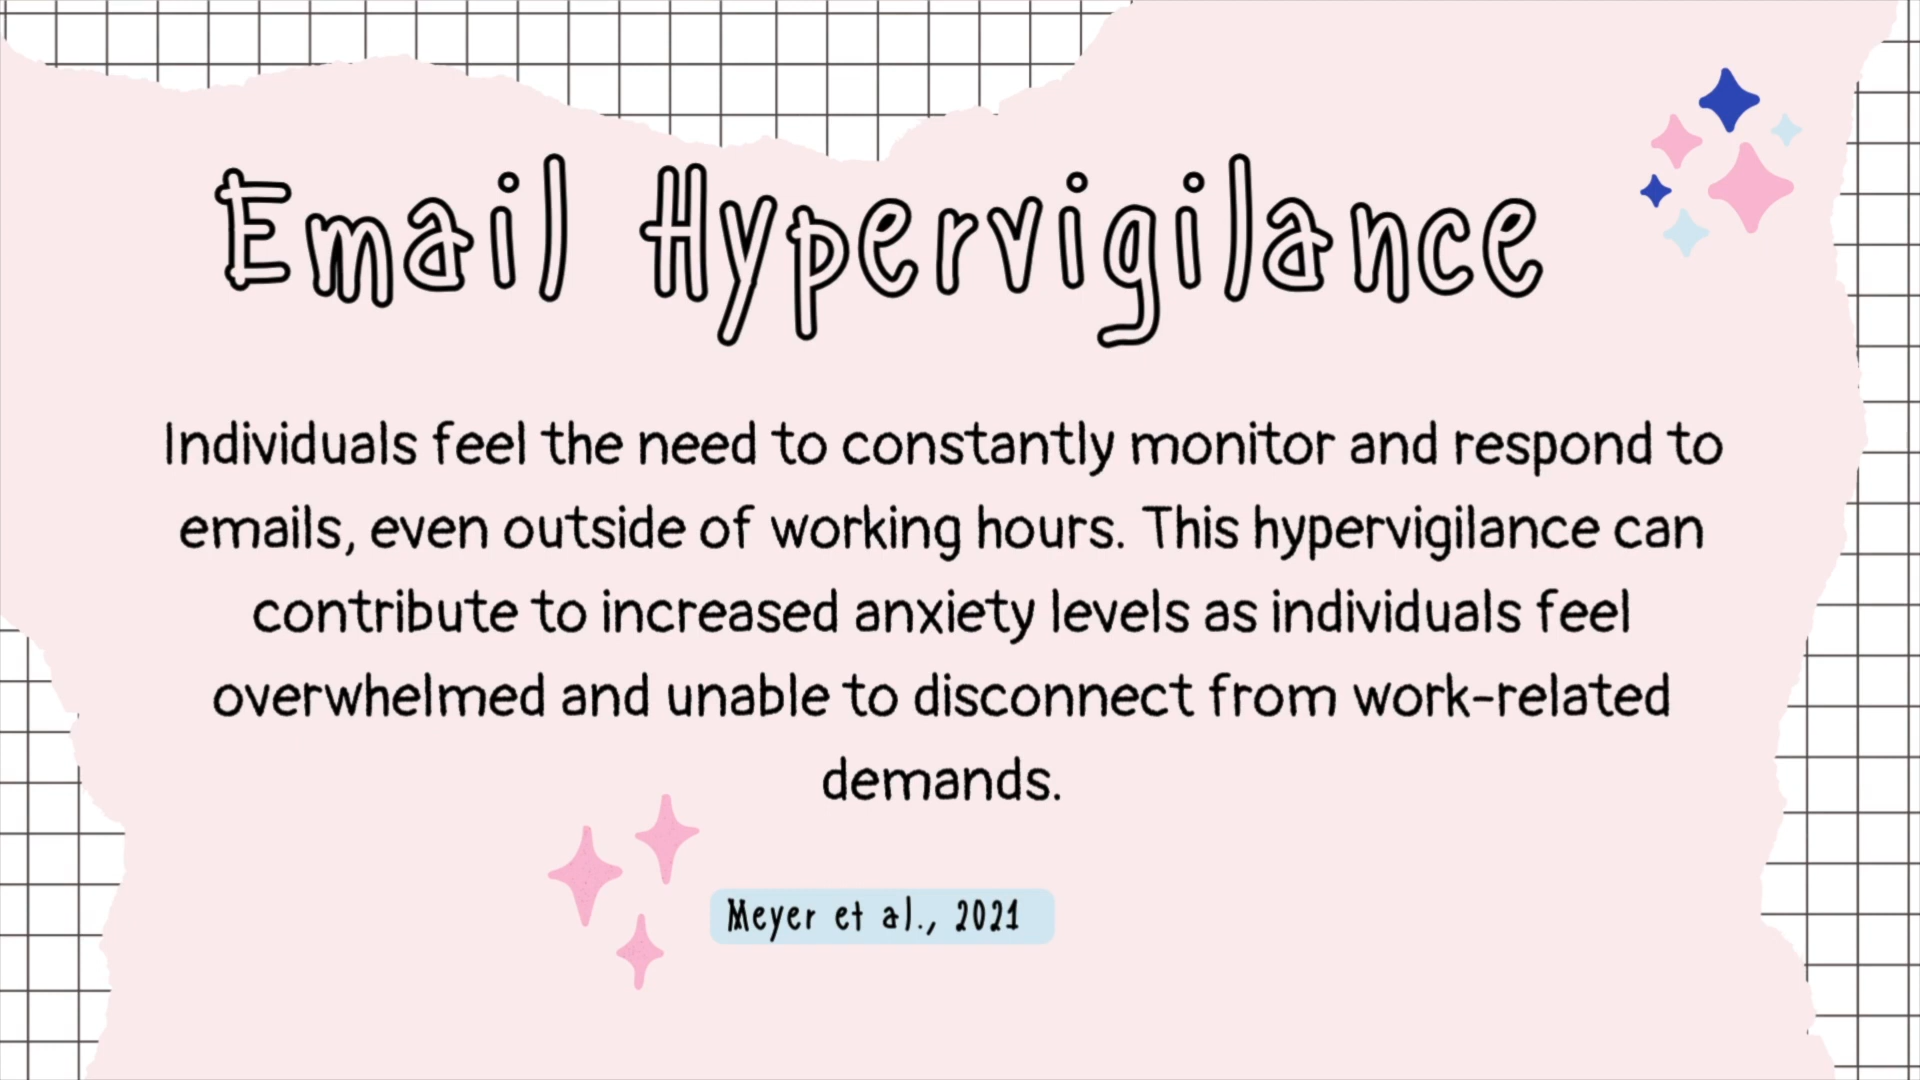 Email Hypervigilance
Individuals feel the need to constantly monitor and respond to
emails, even outside of working hours. This hypervigilance can
contribute to increased anxiety levels as individuals feel
overwhelmed and unable to disconnect from work-related
demands.
Meyer et al., 2021